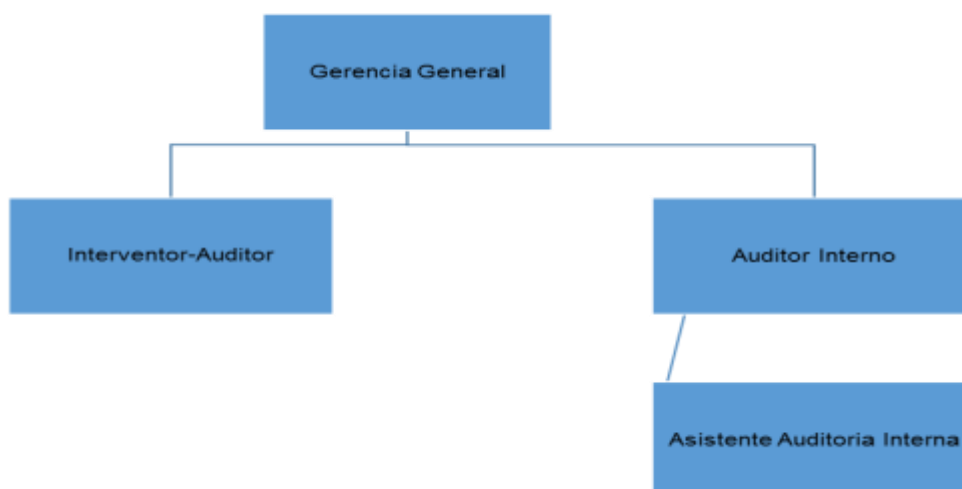 Gerencia General
Interventor-Auditor
Auditor Interno
Asistente Auditoria Interna